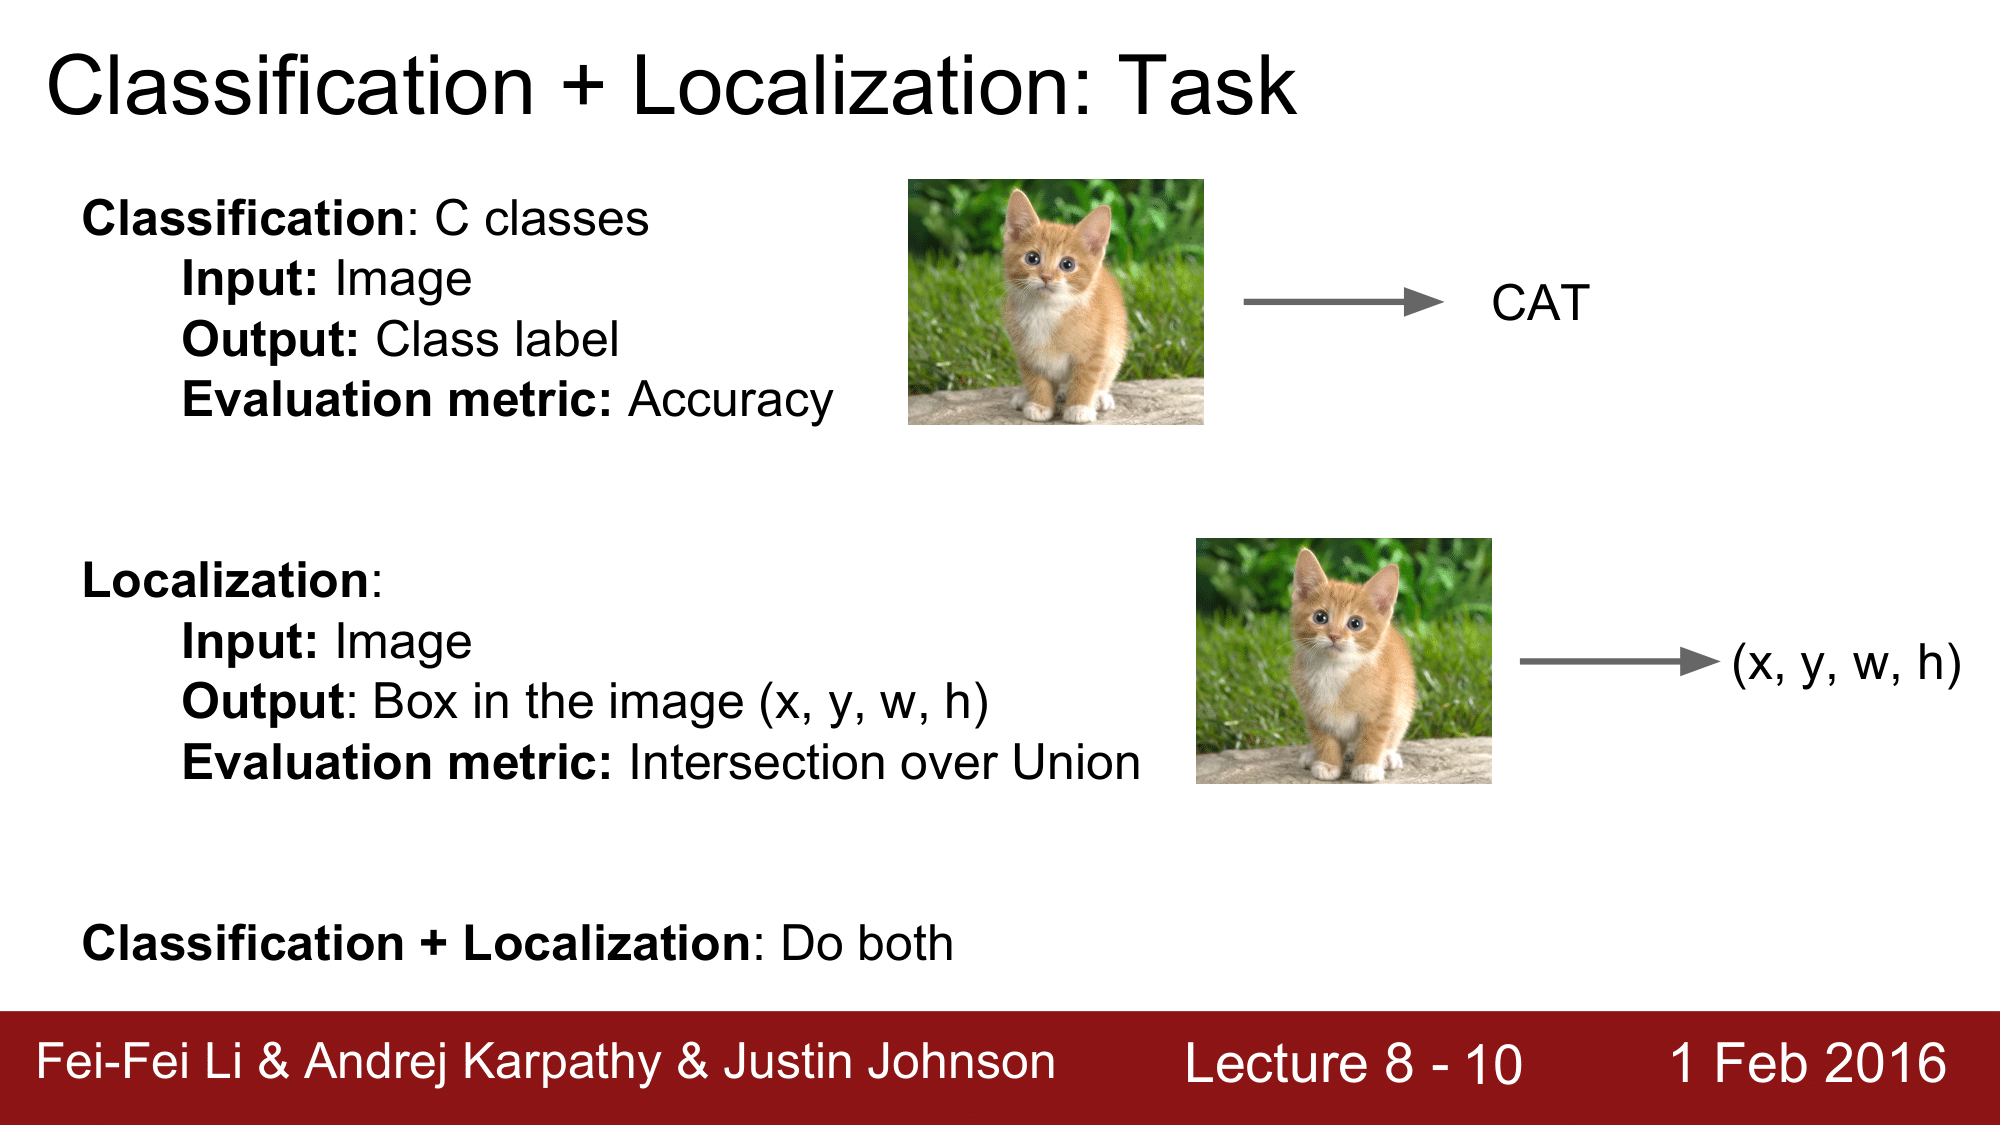 Classification + Localization: Task
Classification: C classes
Input: Image
Output: Class label
Evaluation metric: Accuracy
CAT
Localization:
Input: Image
Output: Box in the image (x, y, w, h)
Evaluation metric: Intersection over Union
(x, y, w, h)
Classification + Localization: Do both
Fei-Fei Li & Andrej Karpathy & Justin Johnson
Lecture 8 - 10
1 Feb 2016